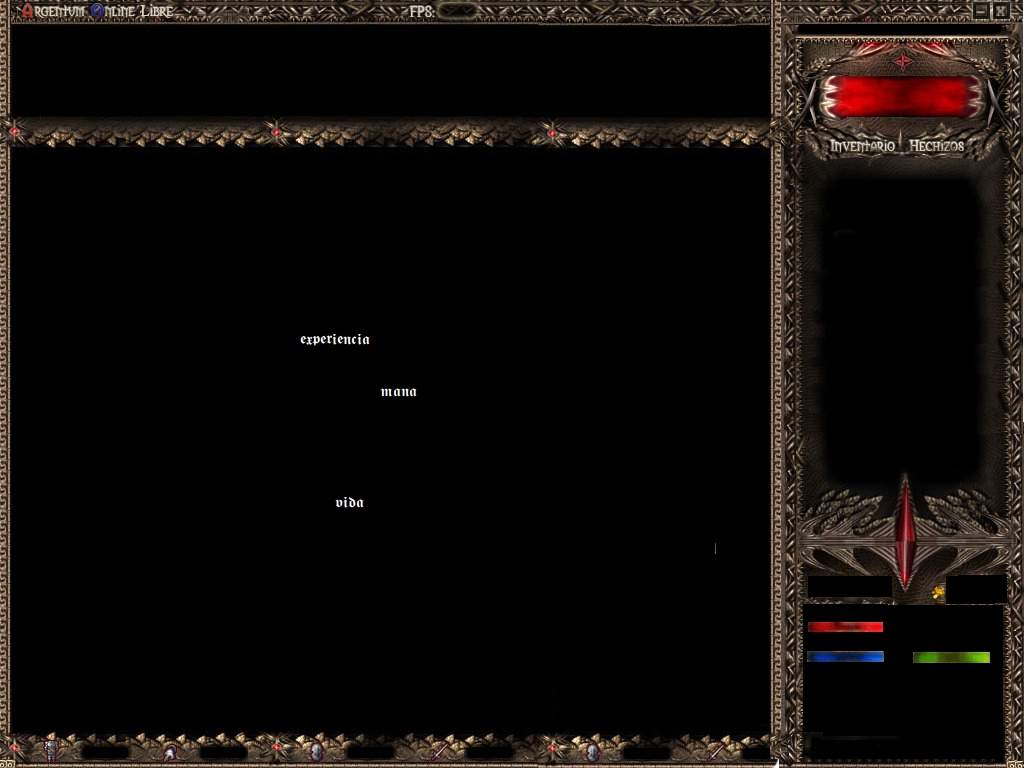 Argentum Online Libre
FPS:
Inventario Hechizos
experiencia
mana
vida